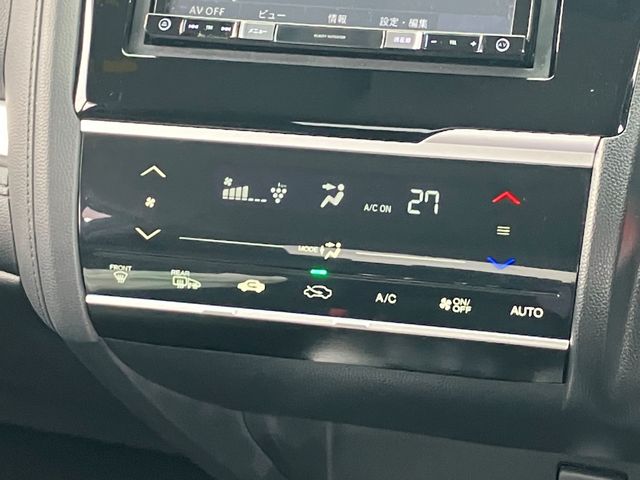 AV OFF ビュー 情報 設定・編集
メニュー
A/C ON 27
MODE
FRONT REAR
A/C ON/OFF AUTO